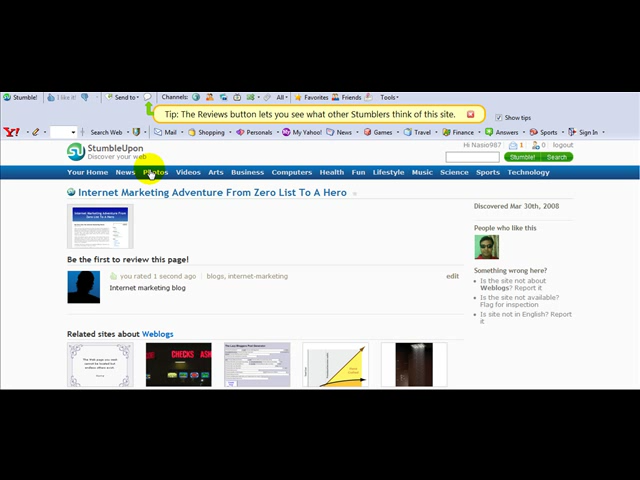 Stumble! I like it! Send to Channels: All Favorites Friends Tools
Tip: The Reviews button lets you see what other Stumblers think of this site.
Show tips
Y! Search Web Mail Shopping Personals My Yahoo! News Games Travel Finance Answers Sports Sign In
StumbleUpon
Discover your web
Hi Nasio987 1 0 logout
Stumble! Search
Your Home News Photos Videos Arts Business Computers Health Fun Lifestyle Music Science Sports Technology
Internet Marketing Adventure From Zero List To A Hero
Discovered Mar 30th, 2008
People who like this
Be the first to review this page!
you rated 1 second ago blogs, internet-marketing edit
Internet marketing blog
Something wrong here?
Is the site not about
Weblogs? Report it
Is the site not available?
Flag for inspection
Is site not in English? Report
it
Related sites about Weblogs
CHECKS